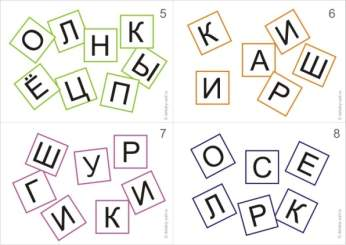 5
О Л Н К
Ё Ц П Ы
6
К И
А Ш
И Р
7
Ш У Р
Г И К И
8
О С Е
Л Р К